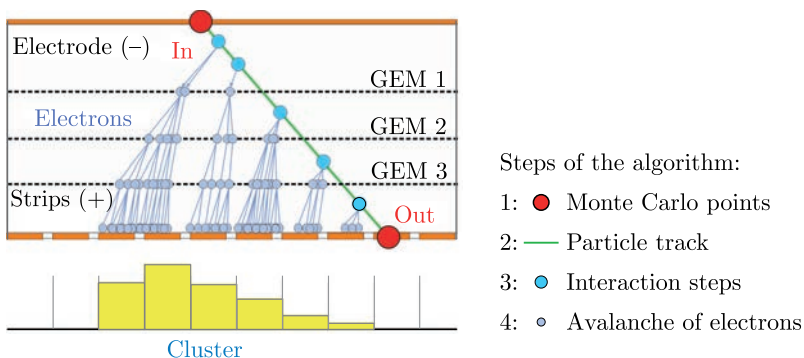 Electrode (–)
In
GEM 1
Electrons
GEM 2
GEM 3
Strips (+)
Out
Cluster
Steps of the algorithm:
1: Monte Carlo points
2: Particle track
3: Interaction steps
4: Avalanche of electrons